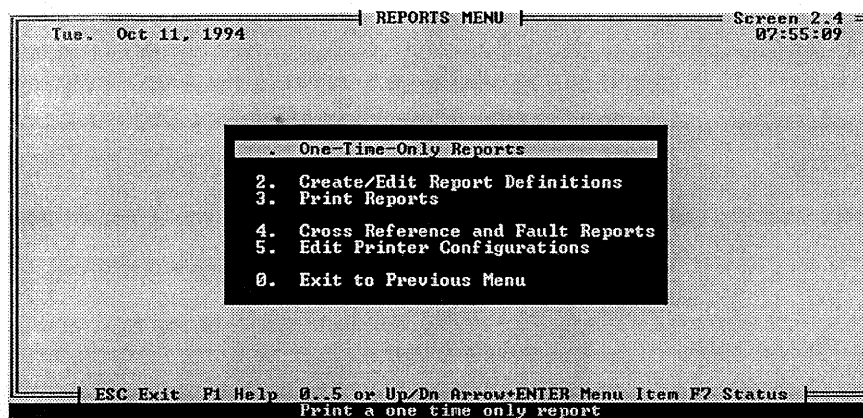 REPORTS MENU Screen 2.4
Tue. Oct 11, 1994 07:55:09
. One-Time-Only Reports
2. Create/Edit Report Definitions
3. Print Reports
4. Cross Reference and Fault Reports
5. Edit Printer Configurations
0. Exit to Previous Menu
ESC Exit F1 Help 0..5 or Up/Dn Arrow+ENTER Menu Item F7 Status
Print a one time only report